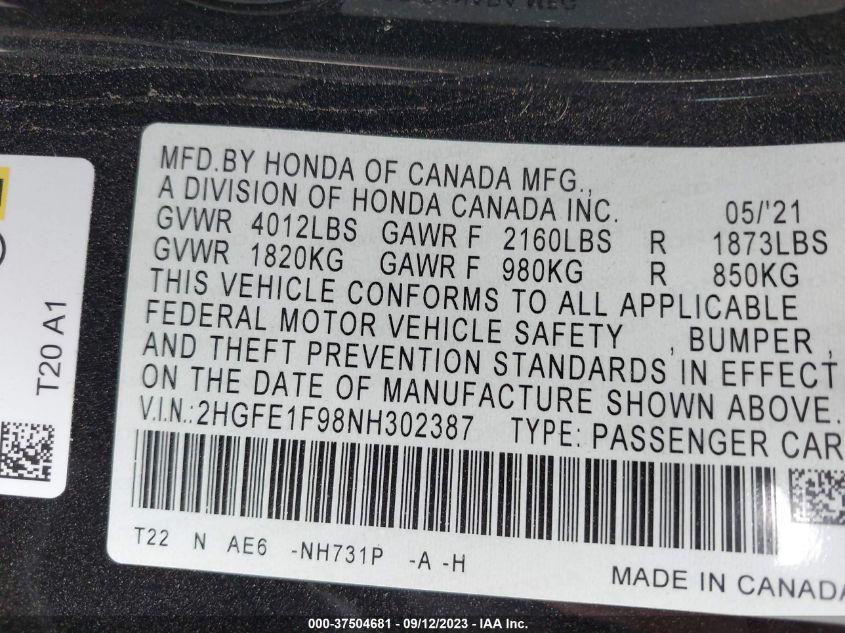 MFD.BY HONDA OF CANADA MFG.,
A DIVISION OF HONDA CANADA INC. 05/'21
GVWR 4012LBS GAWR F 2160LBS R 1873LBS
GVWR 1820KG GAWR F 980KG R 850KG
THIS VEHICLE CONFORMS TO ALL APPLICABLE
FEDERAL MOTOR VEHICLE SAFETY , BUMPER ,
AND THEFT PREVENTION STANDARDS IN EFFECT
ON THE DATE OF MANUFACTURE SHOWN ABOVE.
V.I.N.: 2HGFE1F98NH302387 TYPE: PASSENGER CAR
T22 N AE6 -NH731P -A -H
MADE IN CANADA
T20 A1
000-37504681 - 09/12/2023 - IAA Inc.